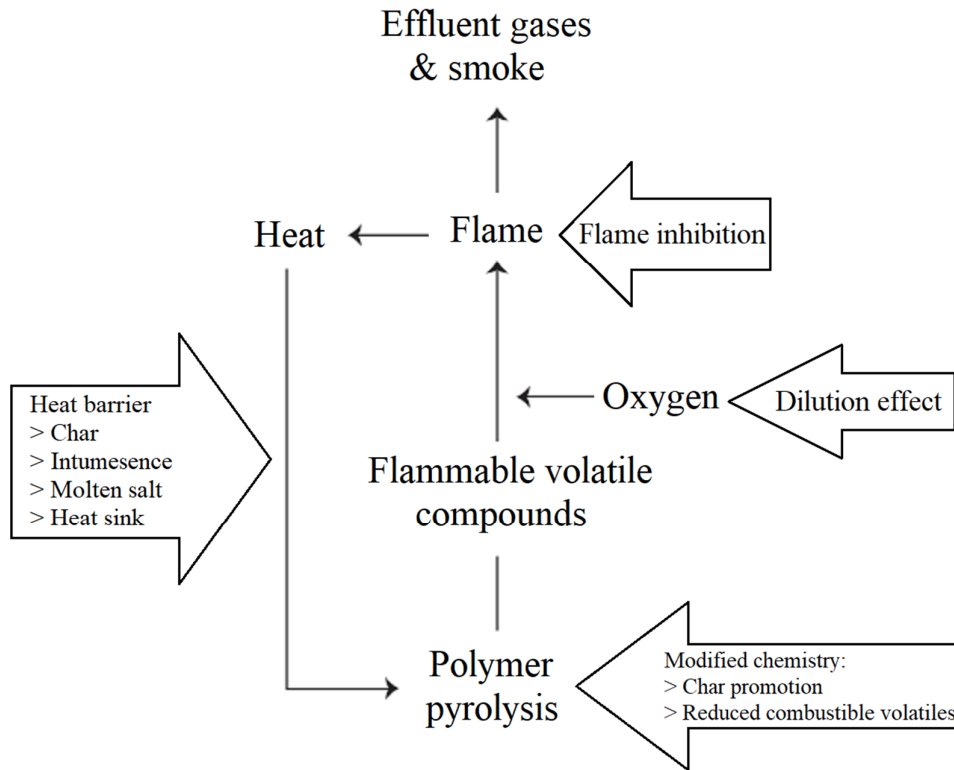 Effluent gases
& smoke
Heat
Flame
Flame inhibition
Heat barrier
> Char
> Intumesence
> Molten salt
> Heat sink
Oxygen
Dilution effect
Flammable volatile
compounds
Polymer
pyrolysis
Modified chemistry:
> Char promotion
> Reduced combustible volatiles